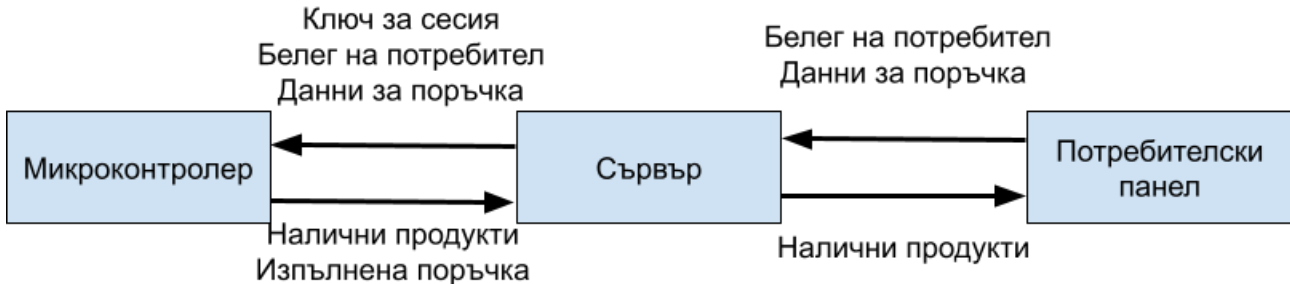 Ключ за сесия
Белег на потребител
Данни за поръчка
Белег на потребител
Данни за поръчка
Микроконтролер
Сървър
Потребителски
панел
Налични продукти
Изпълнена поръчка
Налични продукти